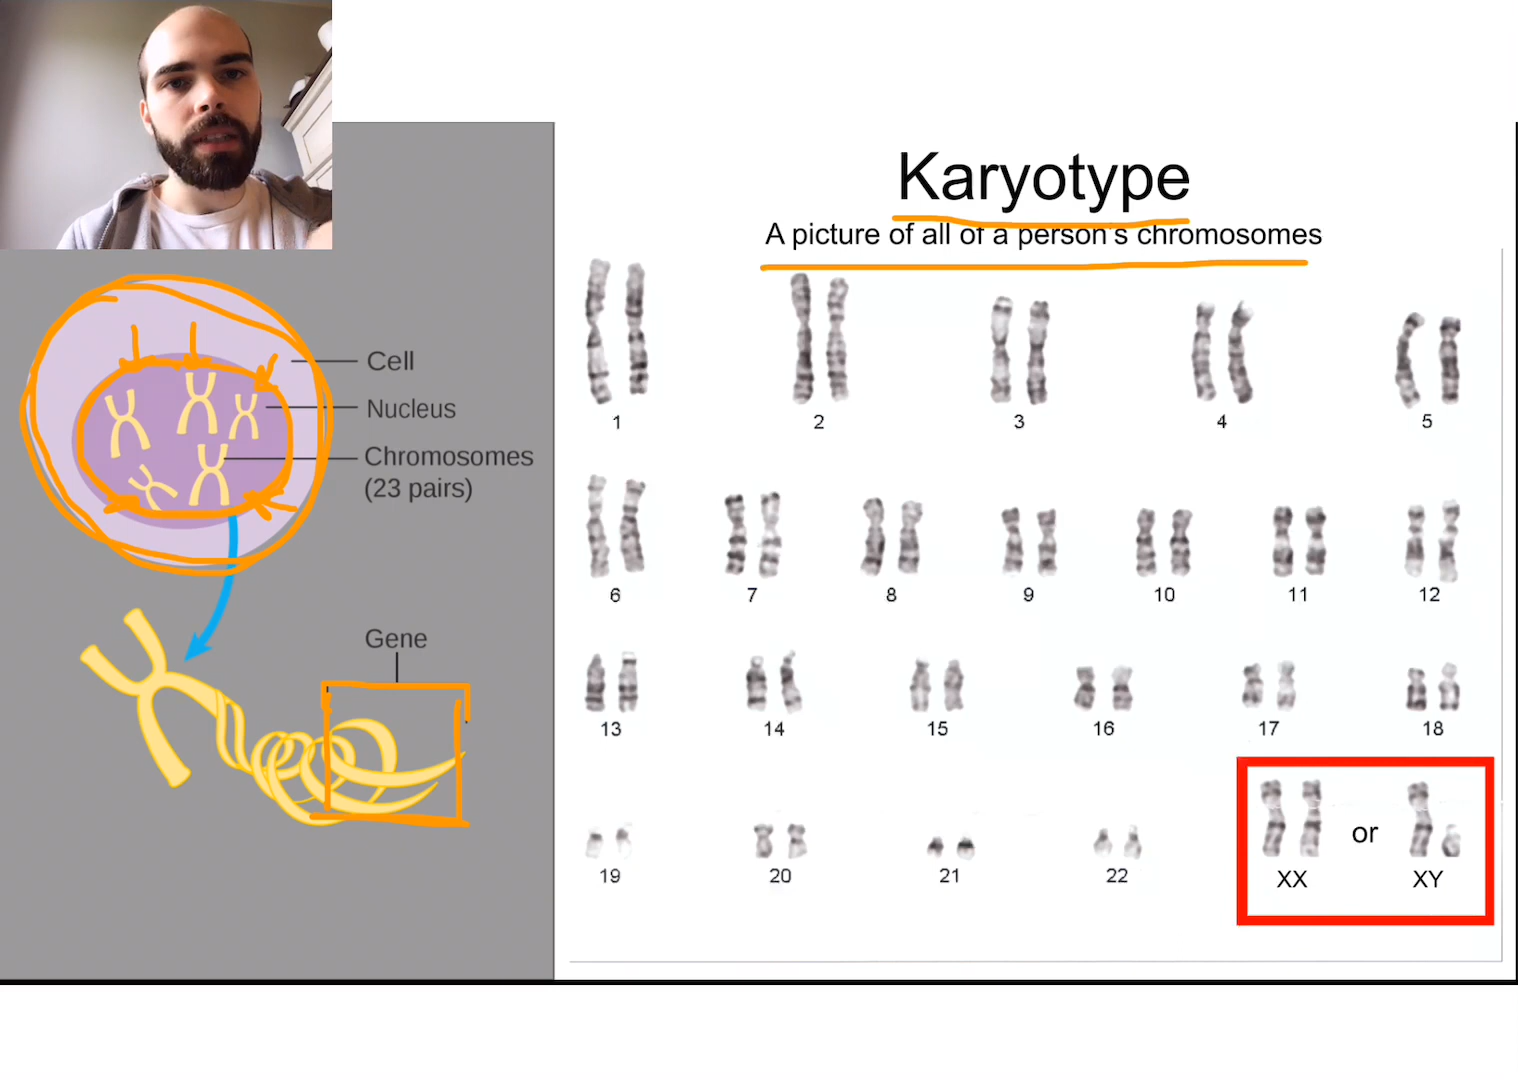 Karyotype
A picture of all of a person's chromosomes
Cell
Nucleus
Chromosomes
(23 pairs)
Gene
1 2 3 4 5
6 7 8 9 10 11 12
13 14 15 16 17 18
19 20 21 22
or
XX XY